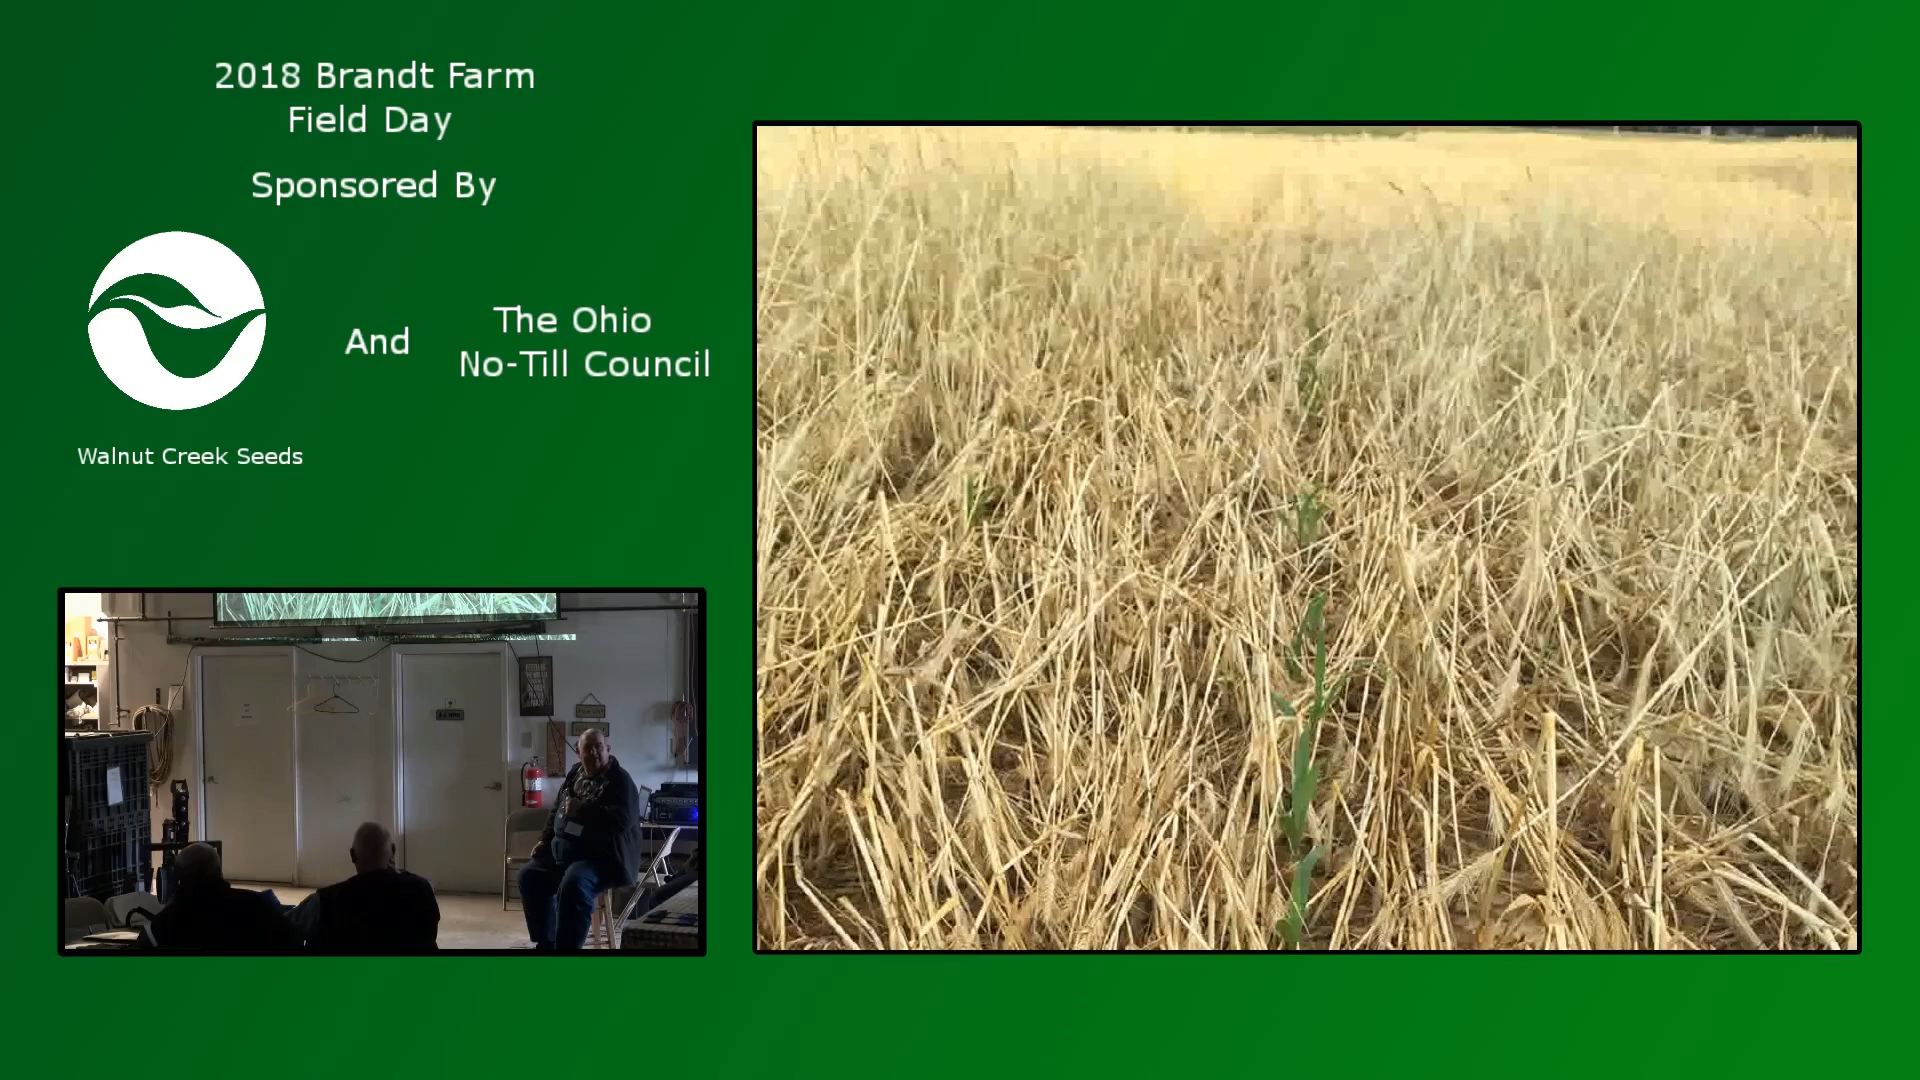 2018 Brandt Farm
Field Day
Sponsored By
And
The Ohio
No-Till Council
Walnut Creek Seeds